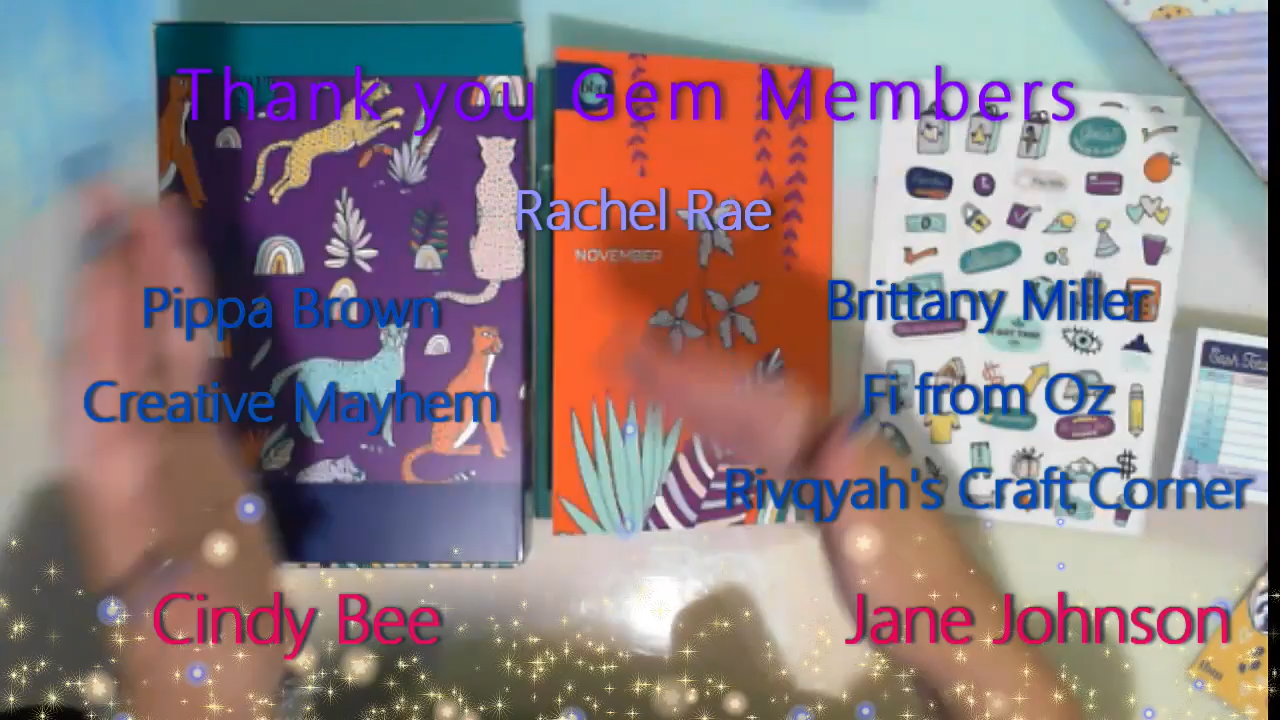 Thank you Gem Members
Rachel Rae
NOVEMBER
Pippa Brown
Brittany Miller
Creative Mayhem
Fi from Oz
Rivqyah's Craft Corner
Cindy Bee
Jane Johnson